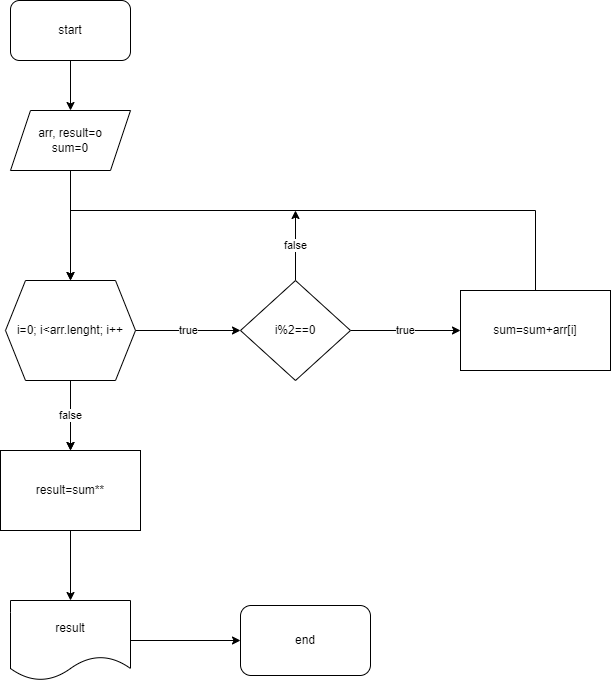 start
arr, result=o
sum=0
false
i=0; i<arr.lenght; i++
true
i%2==0
true
sum=sum+arr[i]
false
result=sum**
result
end